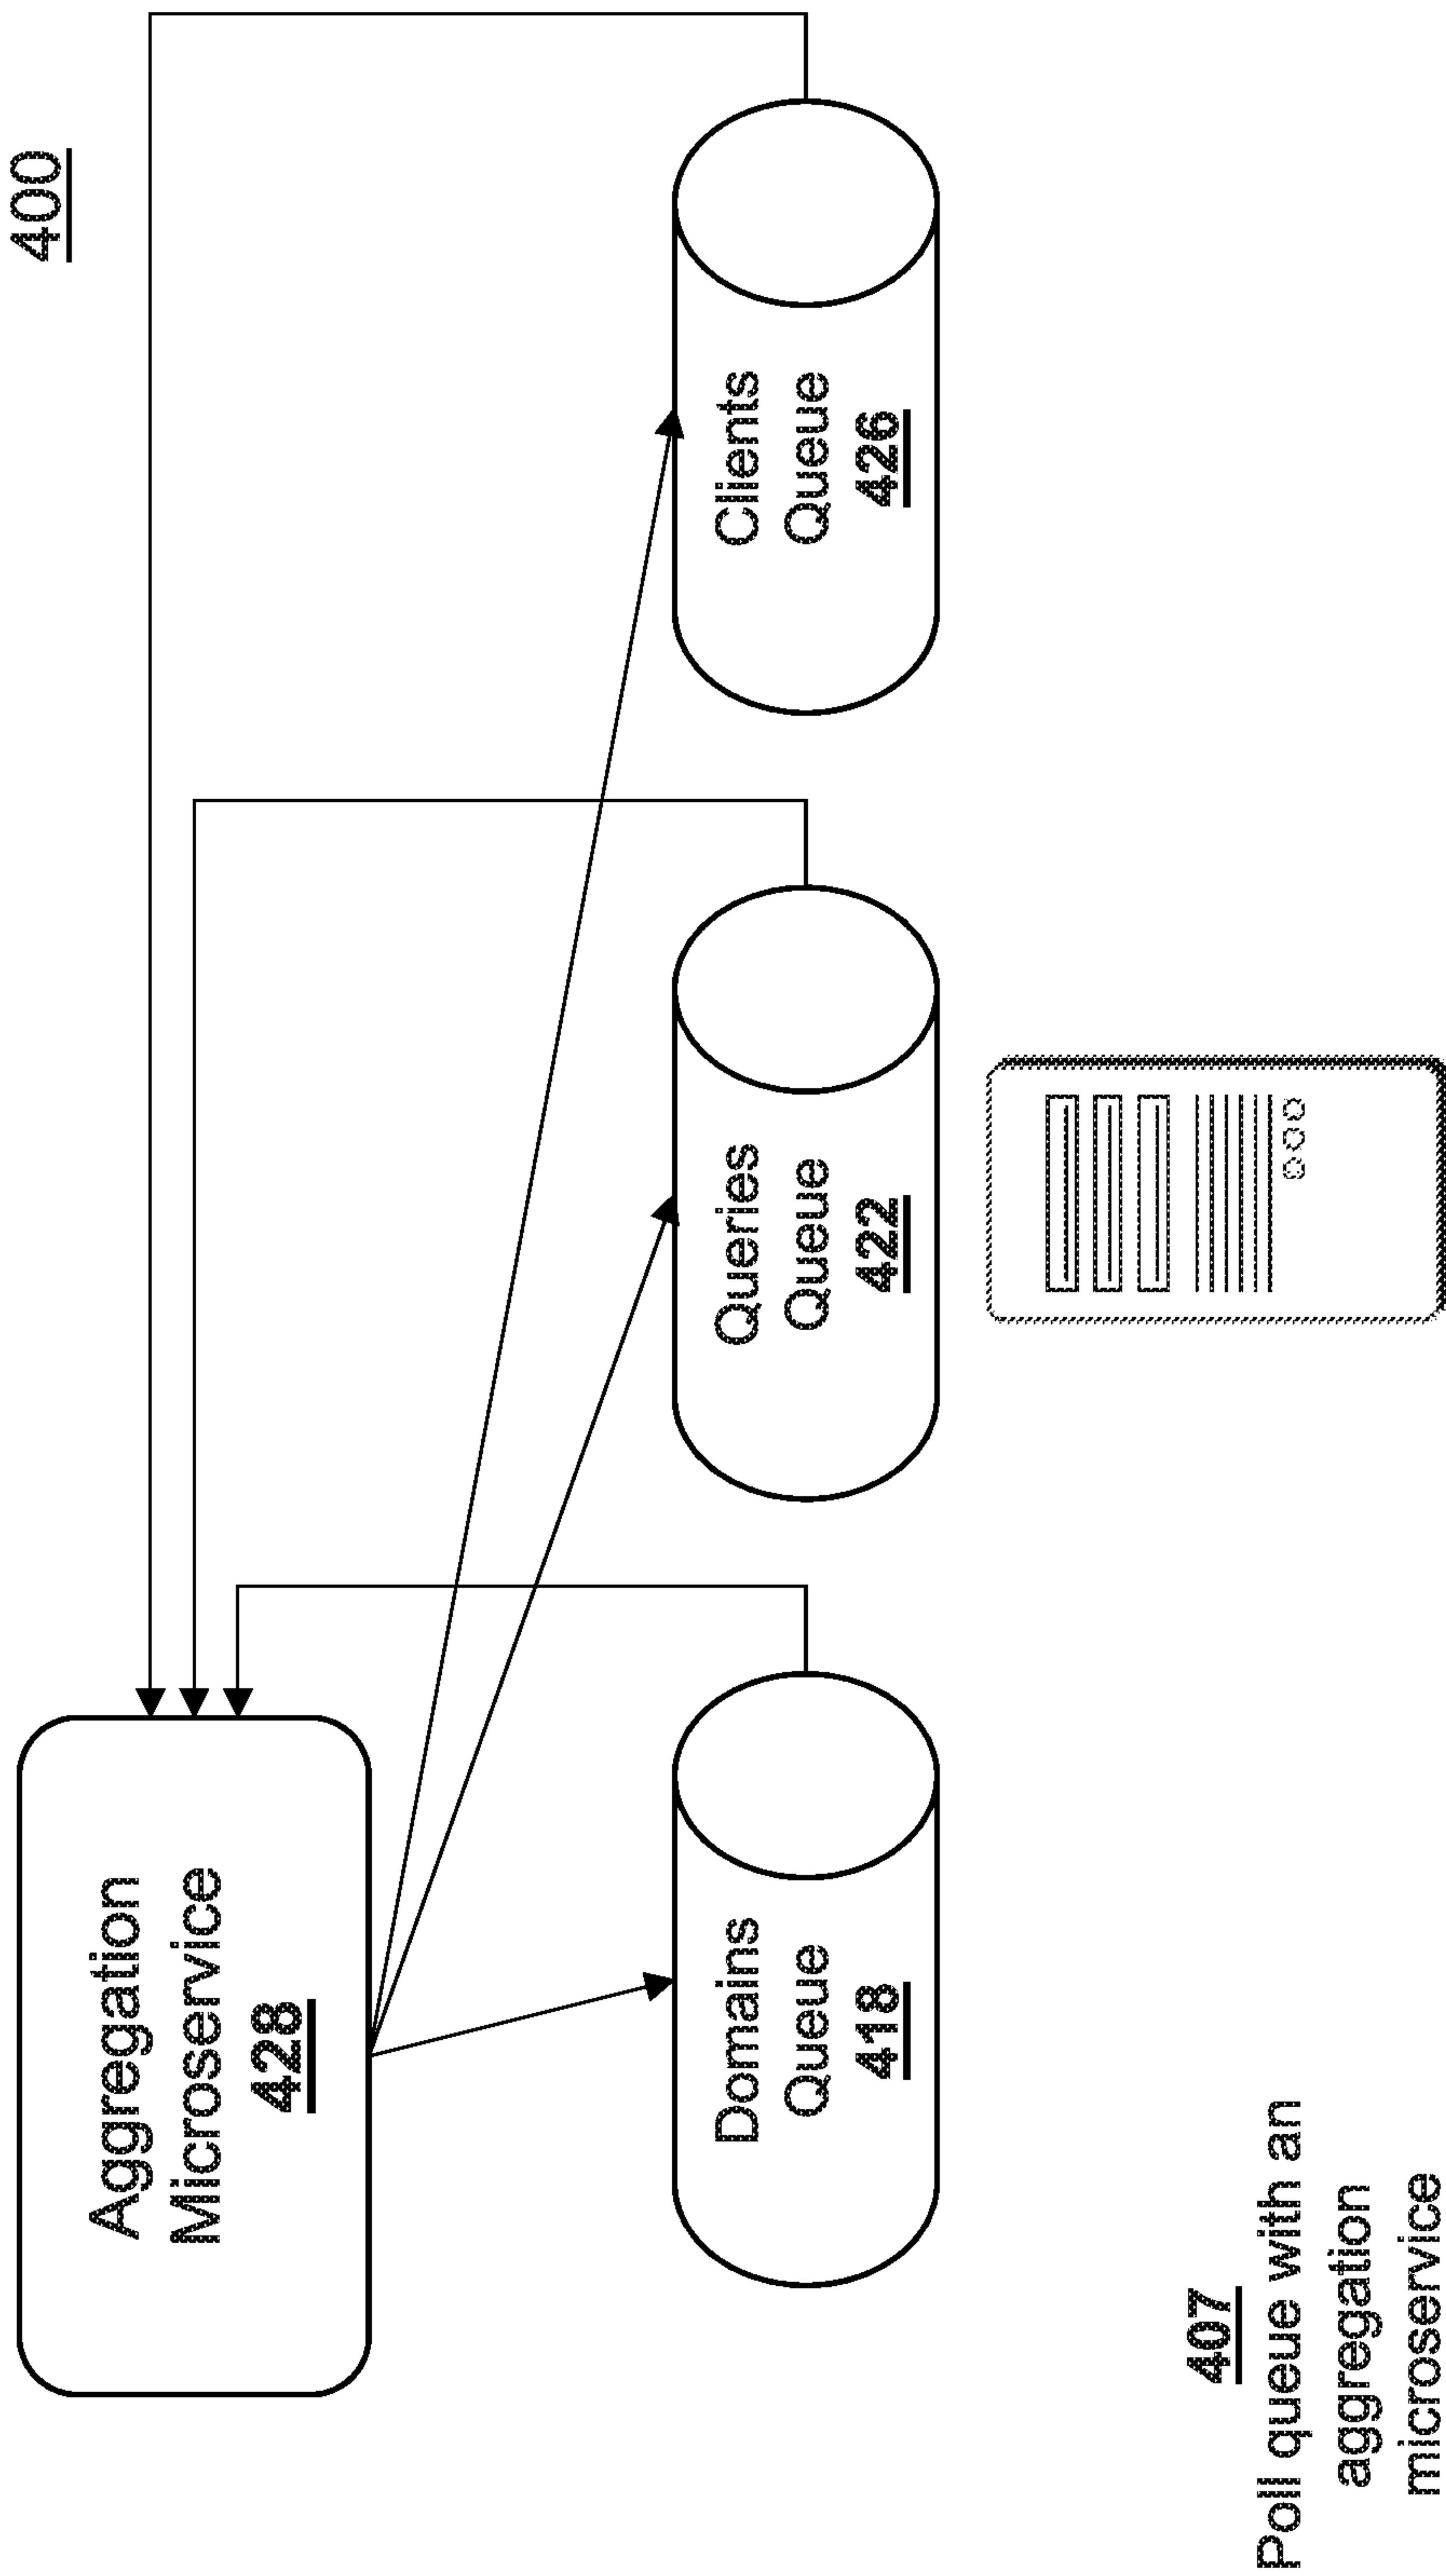 400
Aggregation
Microservice
428
Domains
Queue
418
Queries
Queue
422
Clients
Queue
426
407
Poll queue with an
aggregation
microservice